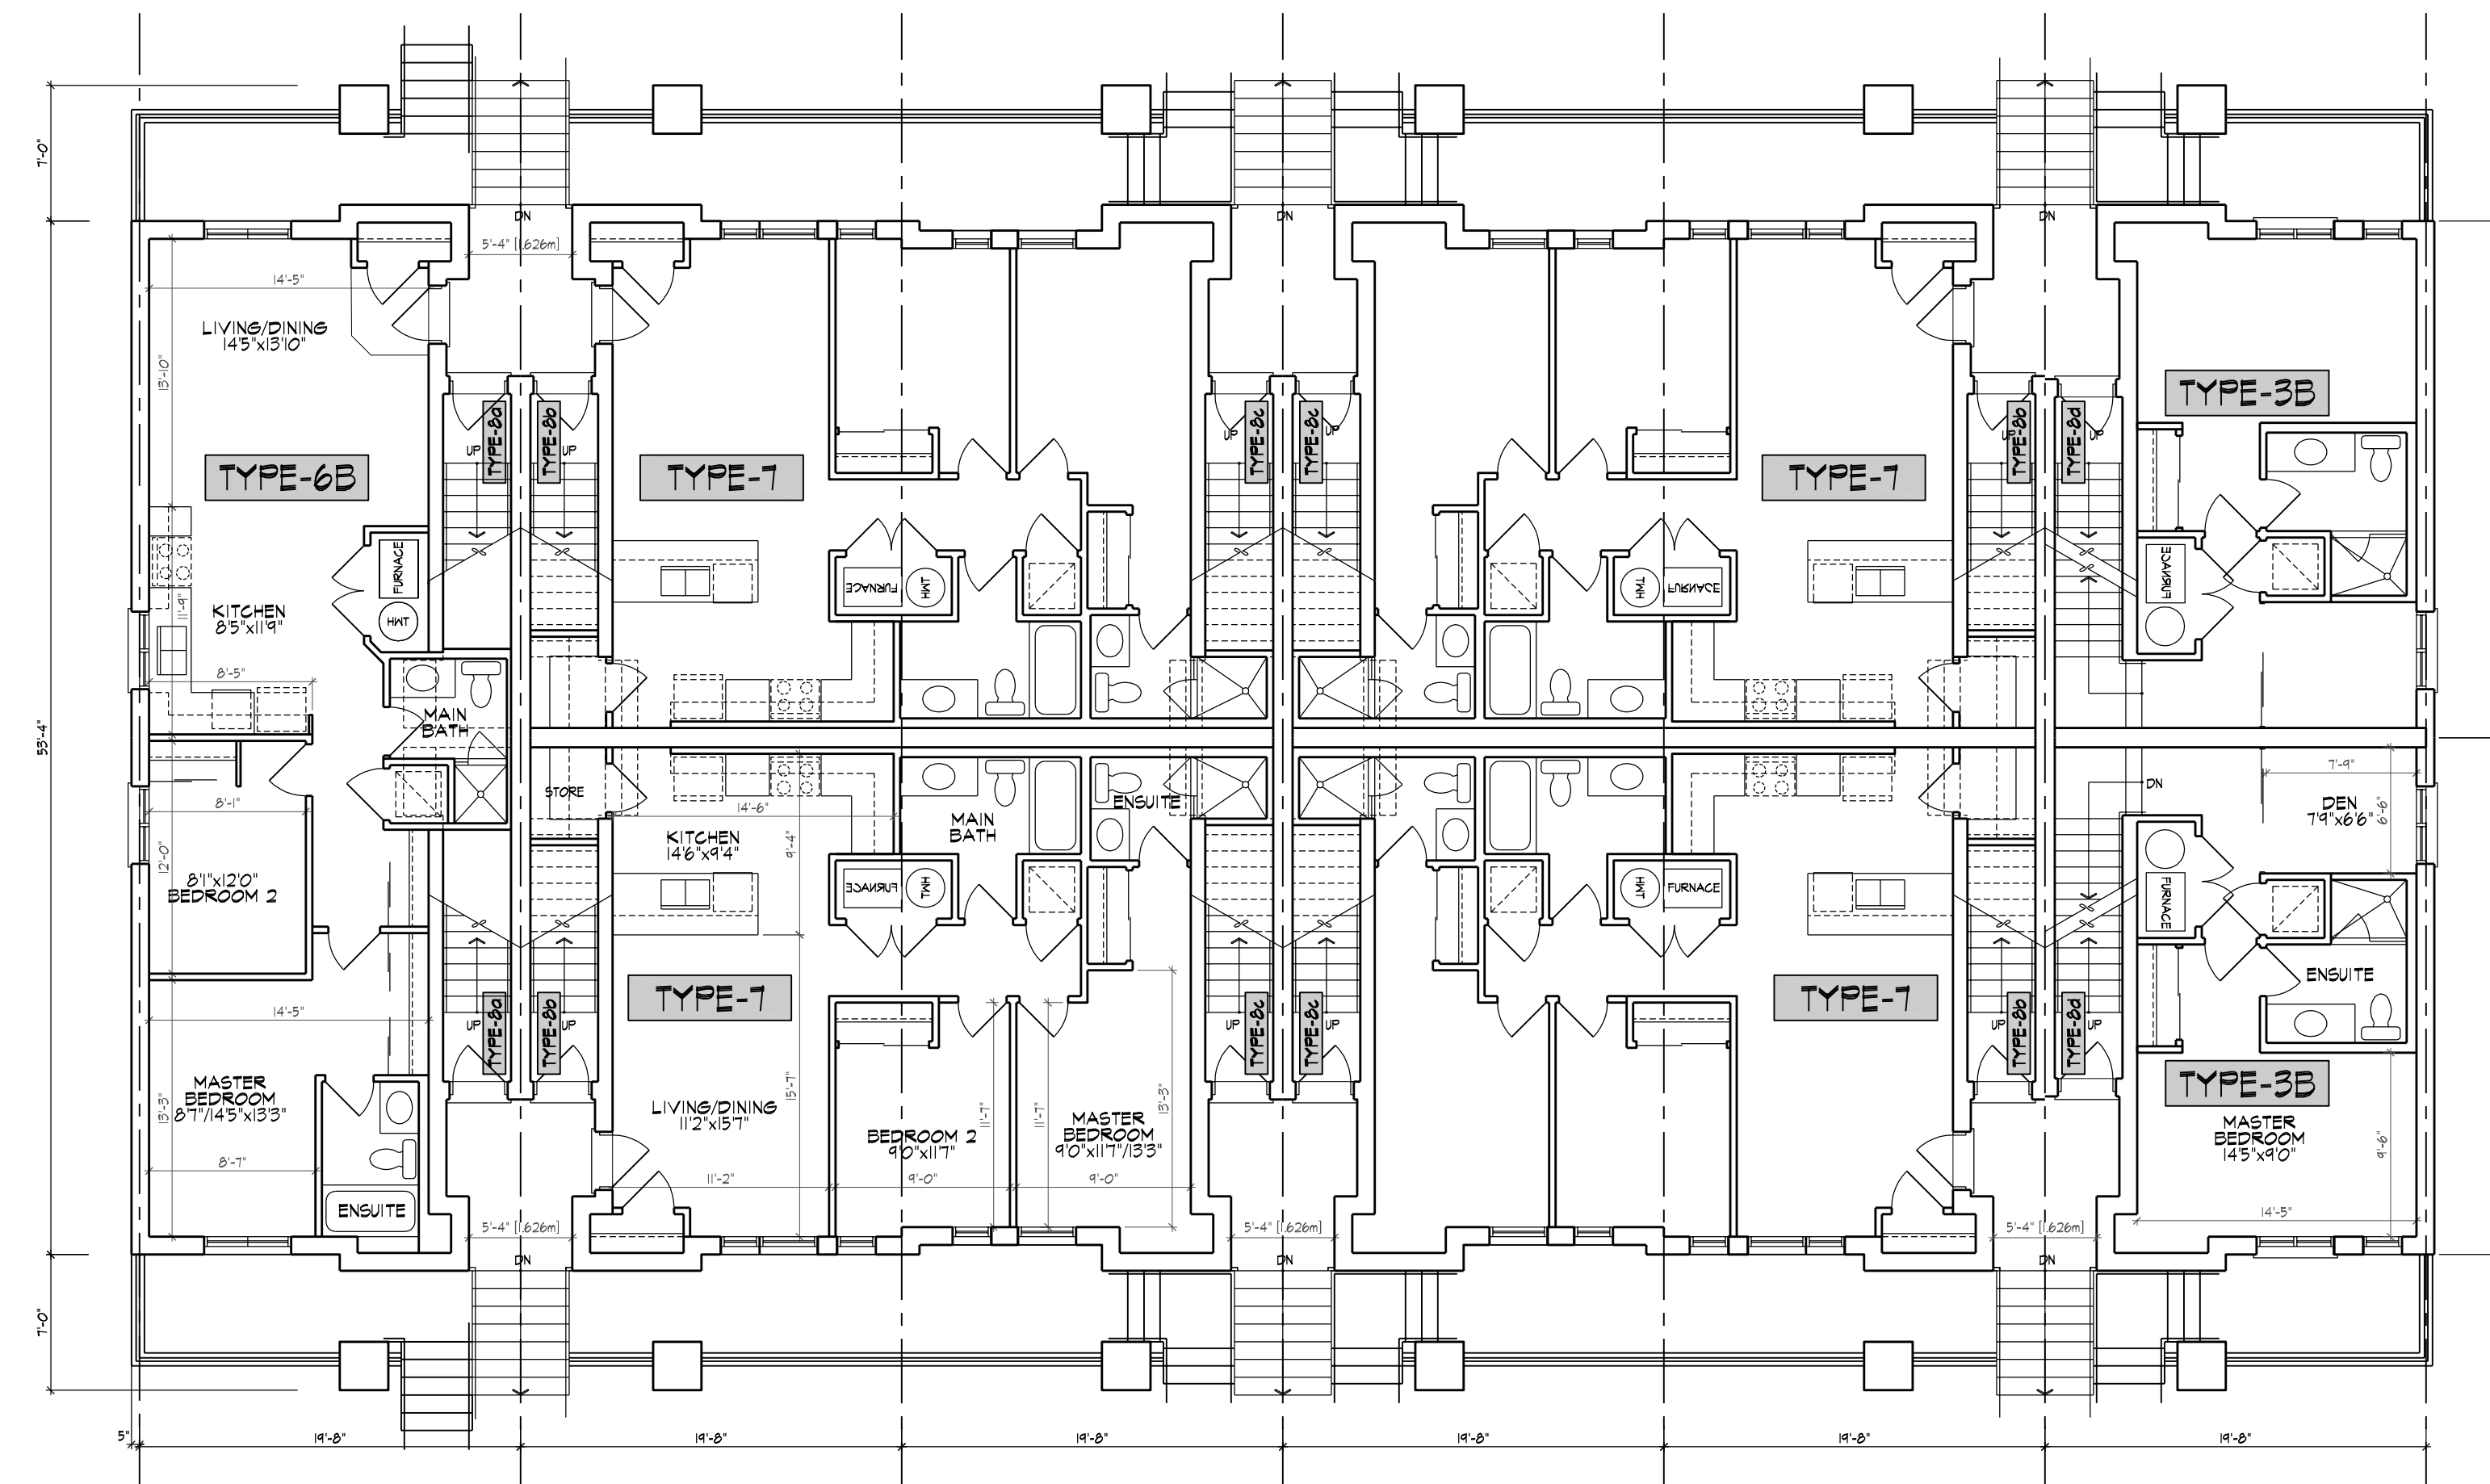 DN
DN
DN
7'-0"
5'-4" [1.626m]
14'-5"
LIVING/DINING
14'5"x13'10"
13'-10"
TYPE-3B
TYPE-8a
TYPE-8b
TYPE-8c
TYPE-8c
TYPE-8b
TYPE-8d
UP
UP
UP
UP
UP
UP
TYPE-6B
TYPE-7
TYPE-7
FURNACE
HWT
FURNACE
HWT
HWT
FURNACE
FURNACE
11'-9"
KITCHEN
8'5"x11'9"
8'-5"
MAIN
BATH
53'-4"
7'-9"
STORE
DN
8'-1"
14'-6"
ENSUITE
DEN
7'9"x6'6"
6'-6"
MAIN
BATH
KITCHEN
14'6"x9'4"
9'-4"
12'-0"
8'1"x12'0"
BEDROOM 2
FURNACE
HWT
HWT
FURNACE
FURNACE
ENSUITE
TYPE-7
TYPE-7
14'-5"
TYPE-8a
TYPE-8b
TYPE-8c
TYPE-8c
TYPE-8b
TYPE-8d
UP
UP
UP
UP
UP
UP
TYPE-3B
MASTER
BEDROOM
8'7"/14'5"x13'3"
13'-3"
15'-7"
LIVING/DINING
11'2"x15'7"
11'-7"
11'-7"
13'-3"
BEDROOM 2
9'0"x11'7"
MASTER
BEDROOM
9'0"x11'7"/13'3"
MASTER
BEDROOM
14'5"x9'0"
9'-6"
8'-7"
11'-2"
9'-0"
9'-0"
ENSUITE
14'-5"
5'-4" [1.626m]
5'-4" [1.626m]
5'-4" [1.626m]
DN
DN
DN
7'-0"
5"
19'-8"
19'-8"
19'-8"
19'-8"
19'-8"
19'-8"